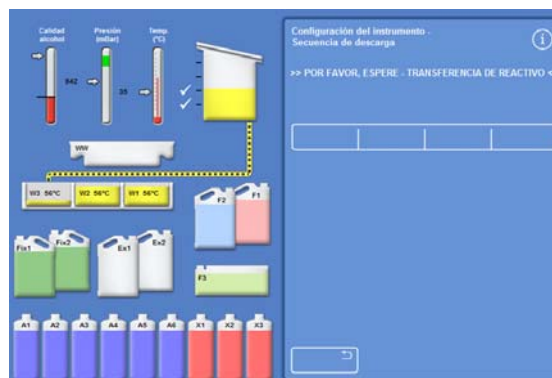 Calidad alcohol
Presión (mBar)
Temp. (°C)
842
35
WW
W3 56°C
W2 56°C
W1 56°C
F2
F1
Fix1
Fix2
Ex1
Ex2
F3
A1
A2
A3
A4
A5
A6
X1
X2
X3
Configuración del instrumento -
Secuencia de descarga
i
>> POR FAVOR, ESPERE - TRANSFERENCIA DE REACTIVO <